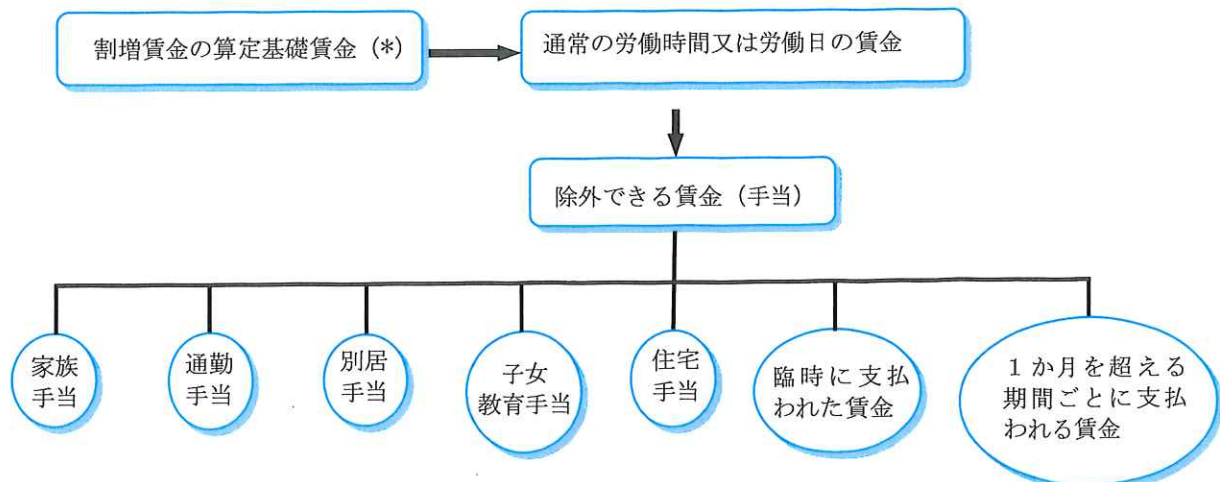 割増賃金の算定基礎賃金（*）
通常の労働時間又は労働日の賃金
除外できる賃金（手当）
家族
手当
通勤
手当
別居
手当
子女
教育手当
住宅
手当
臨時に支払
われた賃金
１か月を超える
期間ごとに支払
われる賃金